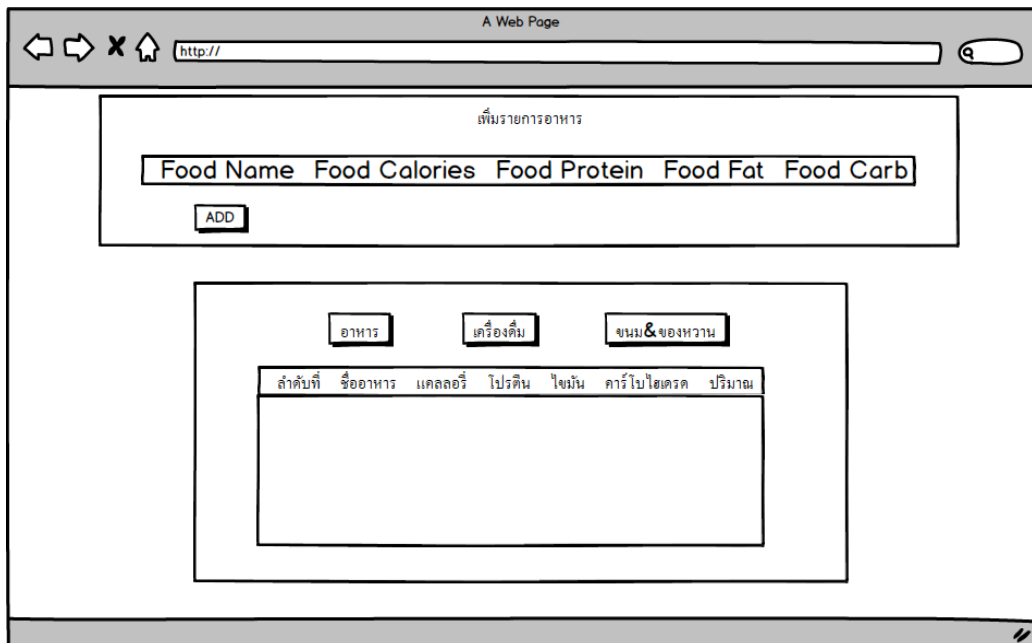 A Web Page
http://
เพิ่มรายการอาหาร
Food Name Food Calories Food Protein Food Fat Food Carb
ADD
อาหาร เครื่องดื่ม ขนม&ของหวาน
ลำดับที่ ชื่ออาหาร แคลลอรี่ โปรตีน ไขมัน คาร์โบไฮเดรด ปริมาณ